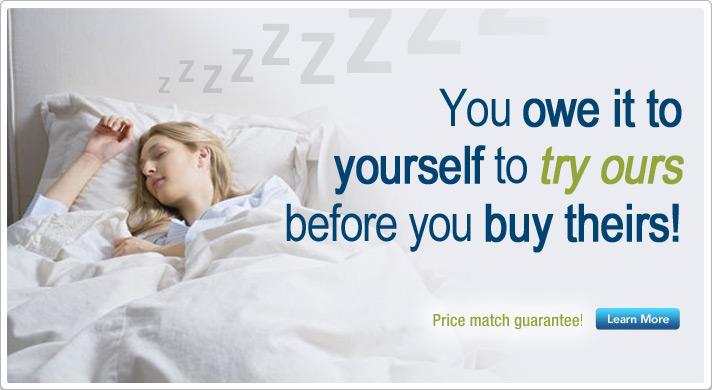 z z z z z z z z z
You owe it to
yourself to try ours
before you buy theirs!
Price match guarantee! Learn More